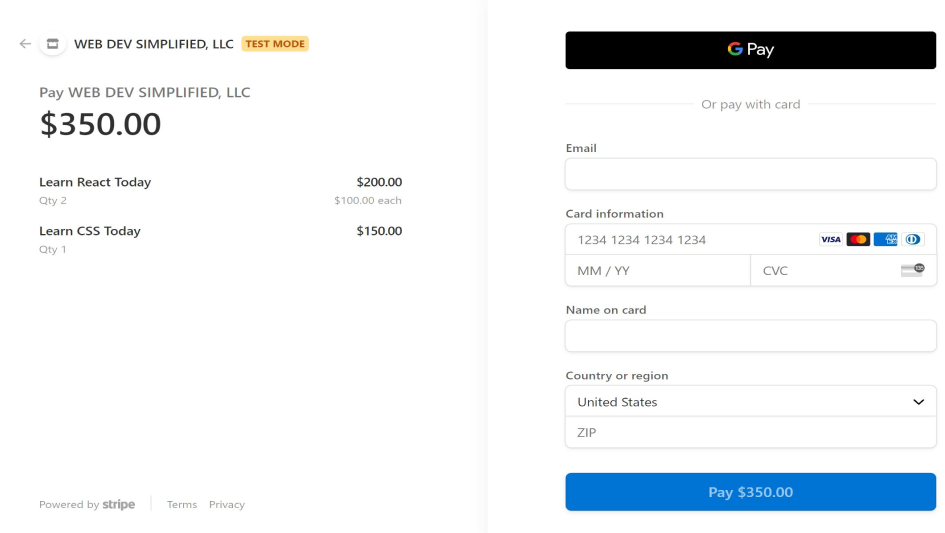 WEB DEV SIMPLIFIED, LLC TEST MODE
Pay WEB DEV SIMPLIFIED, LLC
$350.00
Learn React Today $200.00
Qty 2 $100.00 each
Learn CSS Today $150.00
Qty 1
Powered by stripe Terms Privacy
G Pay
Or pay with card
Email
Card information
1234 1234 1234 1234 VISA
MM / YY CVC 135
Name on card
Country or region
United States
ZIP
Pay $350.00